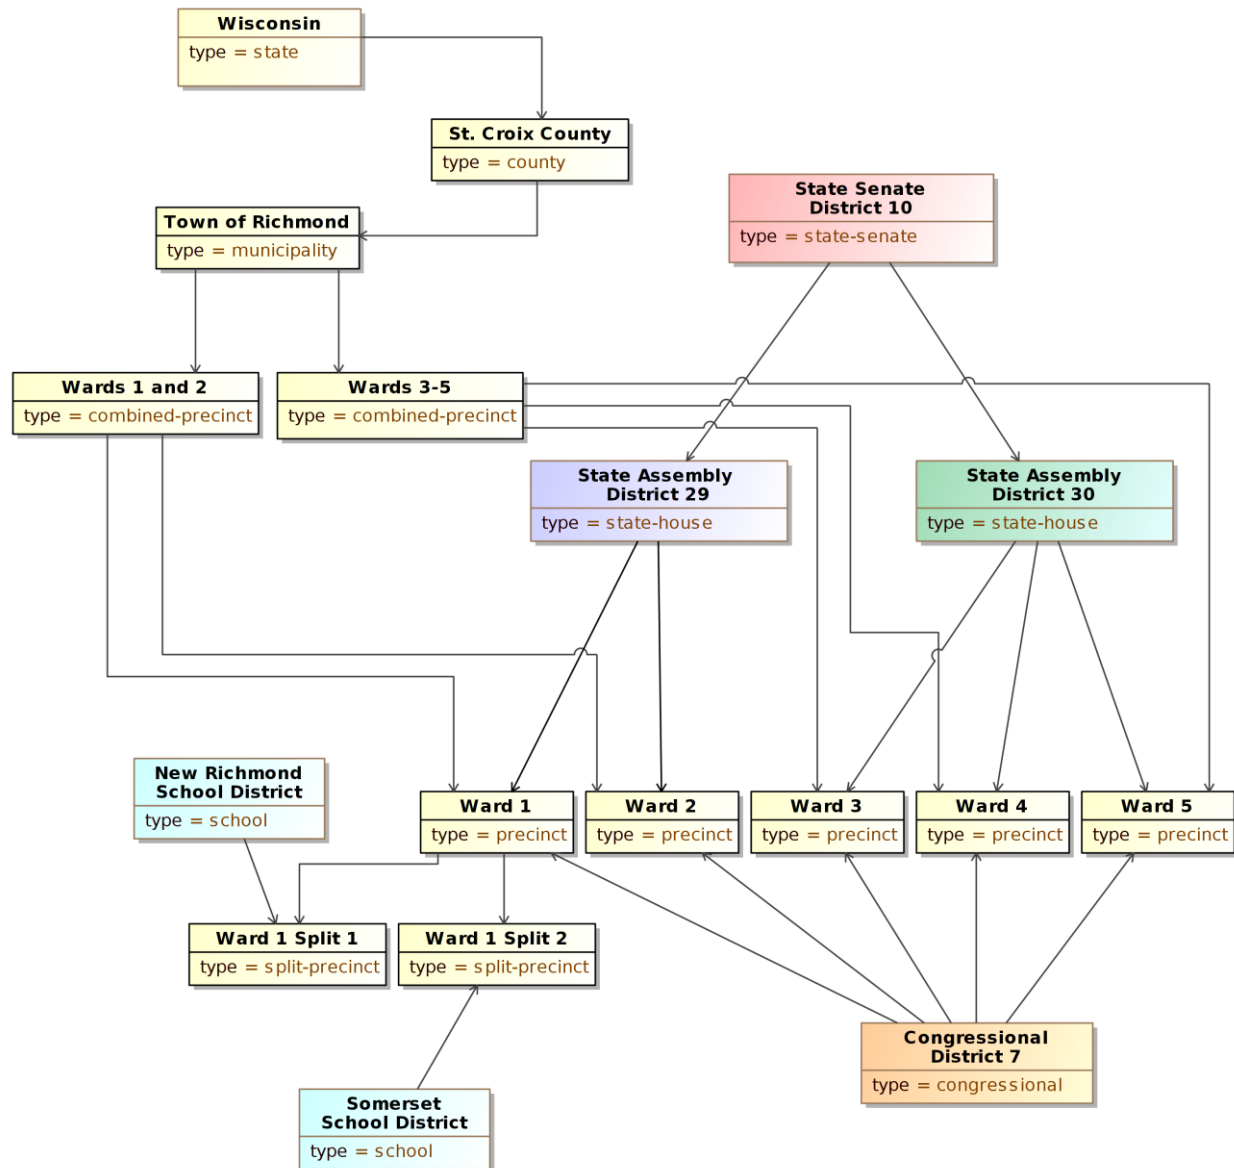 Wisconsin
type = state
St. Croix County
type = county
State Senate
District 10
type = state-senate
Town of Richmond
type = municipality
Wards 1 and 2
type = combined-precinct
Wards 3-5
type = combined-precinct
State Assembly
District 29
type = state-house
State Assembly
District 30
type = state-house
New Richmond
School District
type = school
Ward 1
type = precinct
Ward 2
type = precinct
Ward 3
type = precinct
Ward 4
type = precinct
Ward 5
type = precinct
Ward 1 Split 1
type = split-precinct
Ward 1 Split 2
type = split-precinct
Congressional
District 7
type = congressional
Somerset
School District
type = school